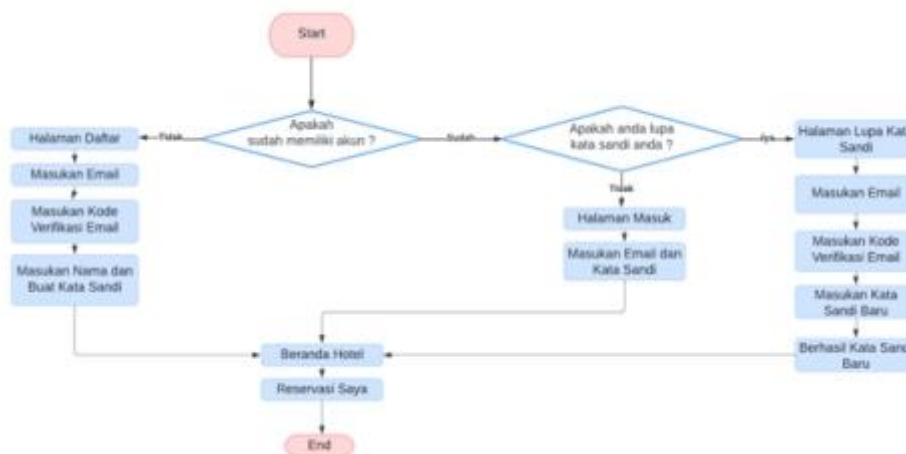 Start
Apakah
sudah memiliki akun ?
Tidak
Sudah
Apakah anda lupa
kata sandi anda ?
Iya
Tidak
Halaman Daftar
Masukan Email
Masukan Kode
Verifikasi Email
Masukan Nama dan
Buat Kata Sandi
Halaman Masuk
Masukan Email dan
Kata Sandi
Halaman Lupa Kat
Sandi
Masukan Email
Masukan Kode
Verifikasi Email
Masukan Kata
Sandi Baru
Berhasil Kata Sand
Baru
Beranda Hotel
Reservasi Saya
End